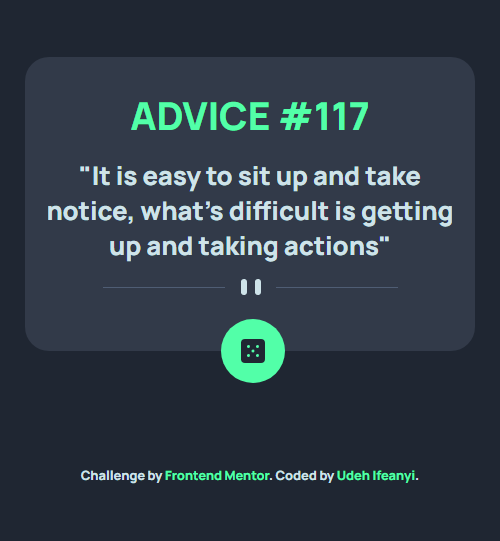 ADVICE #117
"It is easy to sit up and take
notice, what's difficult is getting
up and taking actions"
Challenge by Frontend Mentor. Coded by Udeh Ifeanyi.